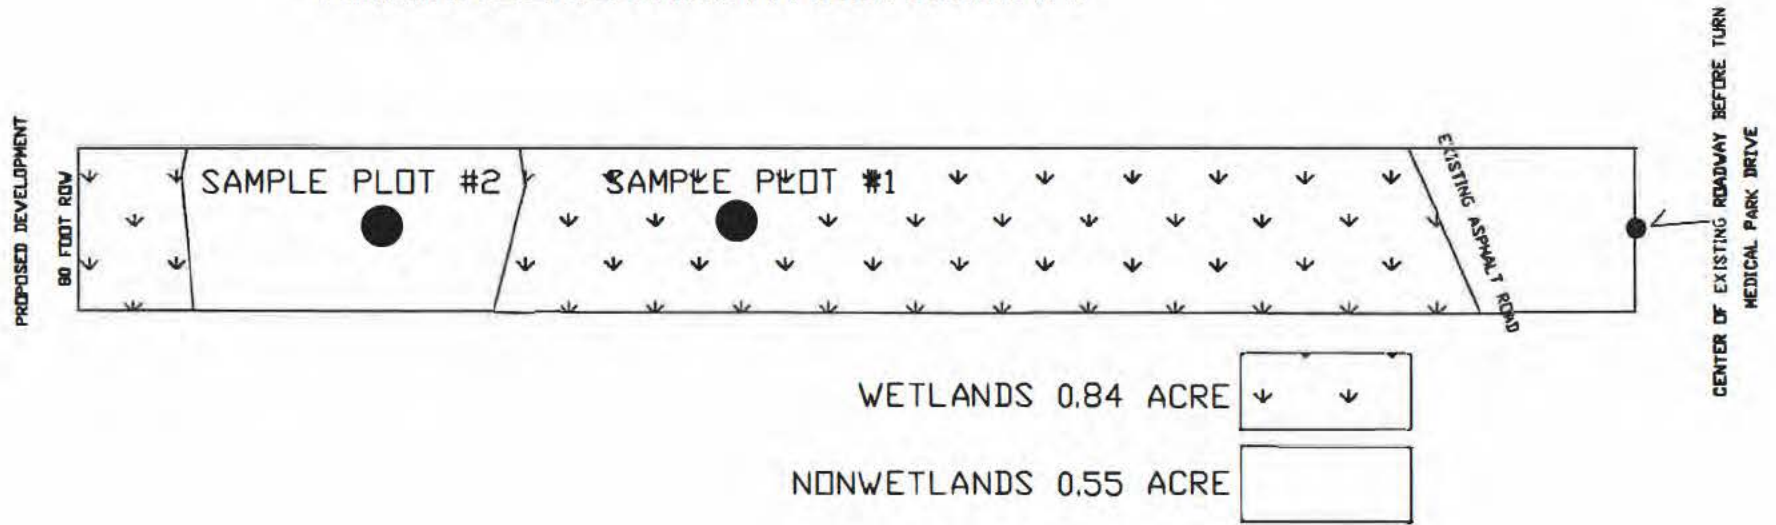 PROPOSED DEVELOPMENT
80 FOOT ROW
SAMPLE PLOT #2
SAMPLE PLOT #1
EXISTING ASPHALT ROAD
CENTER OF EXISTING ROADWAY BEFORE TURN
MEDICAL PARK DRIVE
WETLANDS 0.84 ACRE
NONWETLANDS 0.55 ACRE